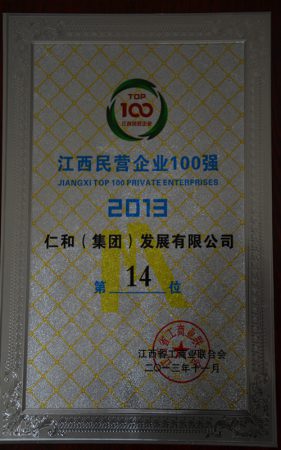 TOP
100
江西民营企业
江西民营企业100强
JIANGXI TOP 100 PRIVATE ENTERPRISES
2013
仁和（集团）发展有限公司
第 14 位
江西省工商业联合会
二〇一三年十一月